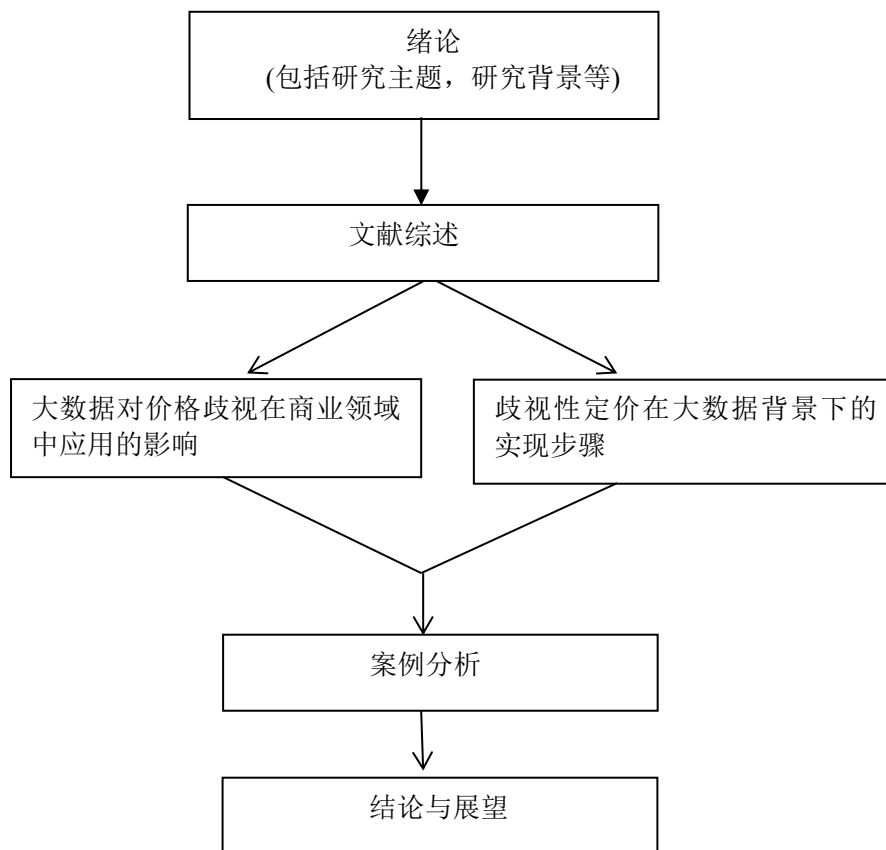 绪论
(包括研究主题，研究背景等)
文献综述
大数据对价格歧视在商业领域
中应用的影响
歧视性定价在大数据背景下的
实现步骤
案例分析
结论与展望